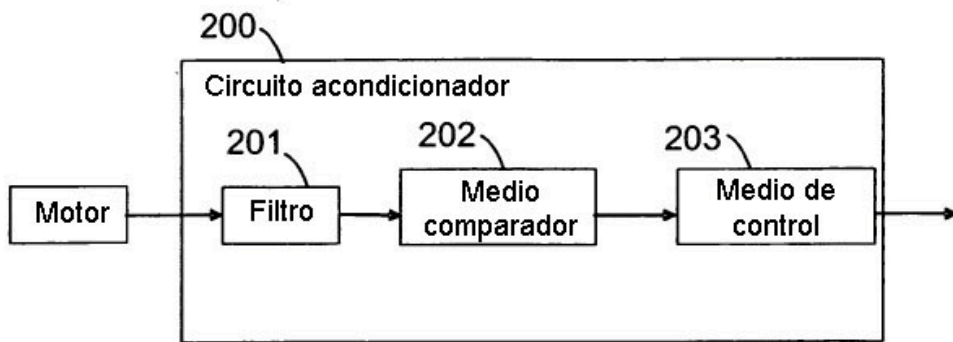 200
Circuito acondicionador
201
202
203
Motor
Filtro
Medio
comparador
Medio de
control